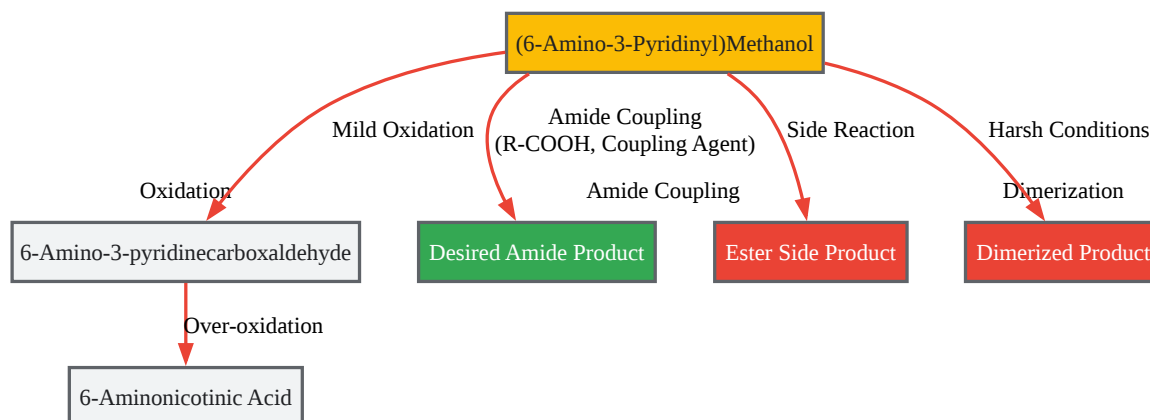 (6-Amino-3-Pyridinyl)Methanol
Mild Oxidation
Amide Coupling
(R-COOH, Coupling Agent)
Side Reaction
Harsh Conditions
Oxidation
Amide Coupling
Dimerization
6-Amino-3-pyridinecarboxaldehyde
Desired Amide Product
Ester Side Product
Dimerized Product
Over-oxidation
6-Aminonicotinic Acid